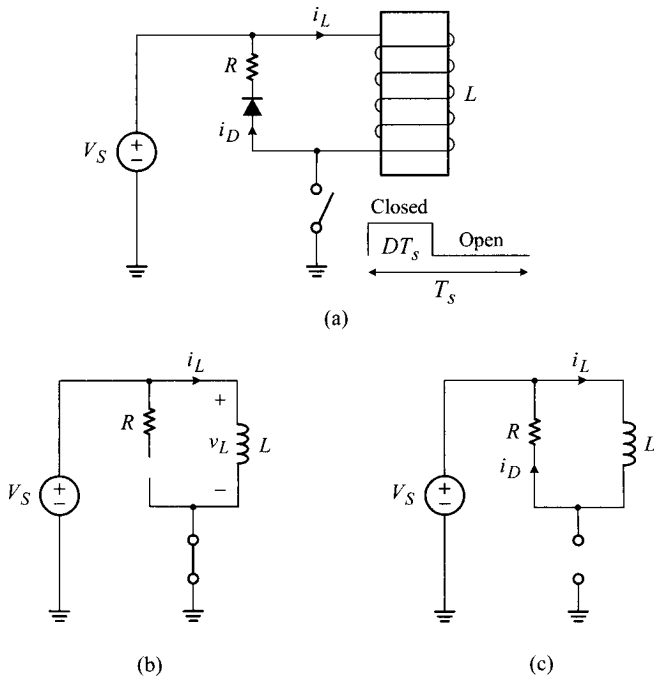 i_L
R
L
i_D
V_S
+
−
Closed
Open
DT_s
T_s
(a)
i_L
+
R
v_L
L
V_S
+
−
−
(b)
i_L
R
L
i_D
V_S
+
−
(c)